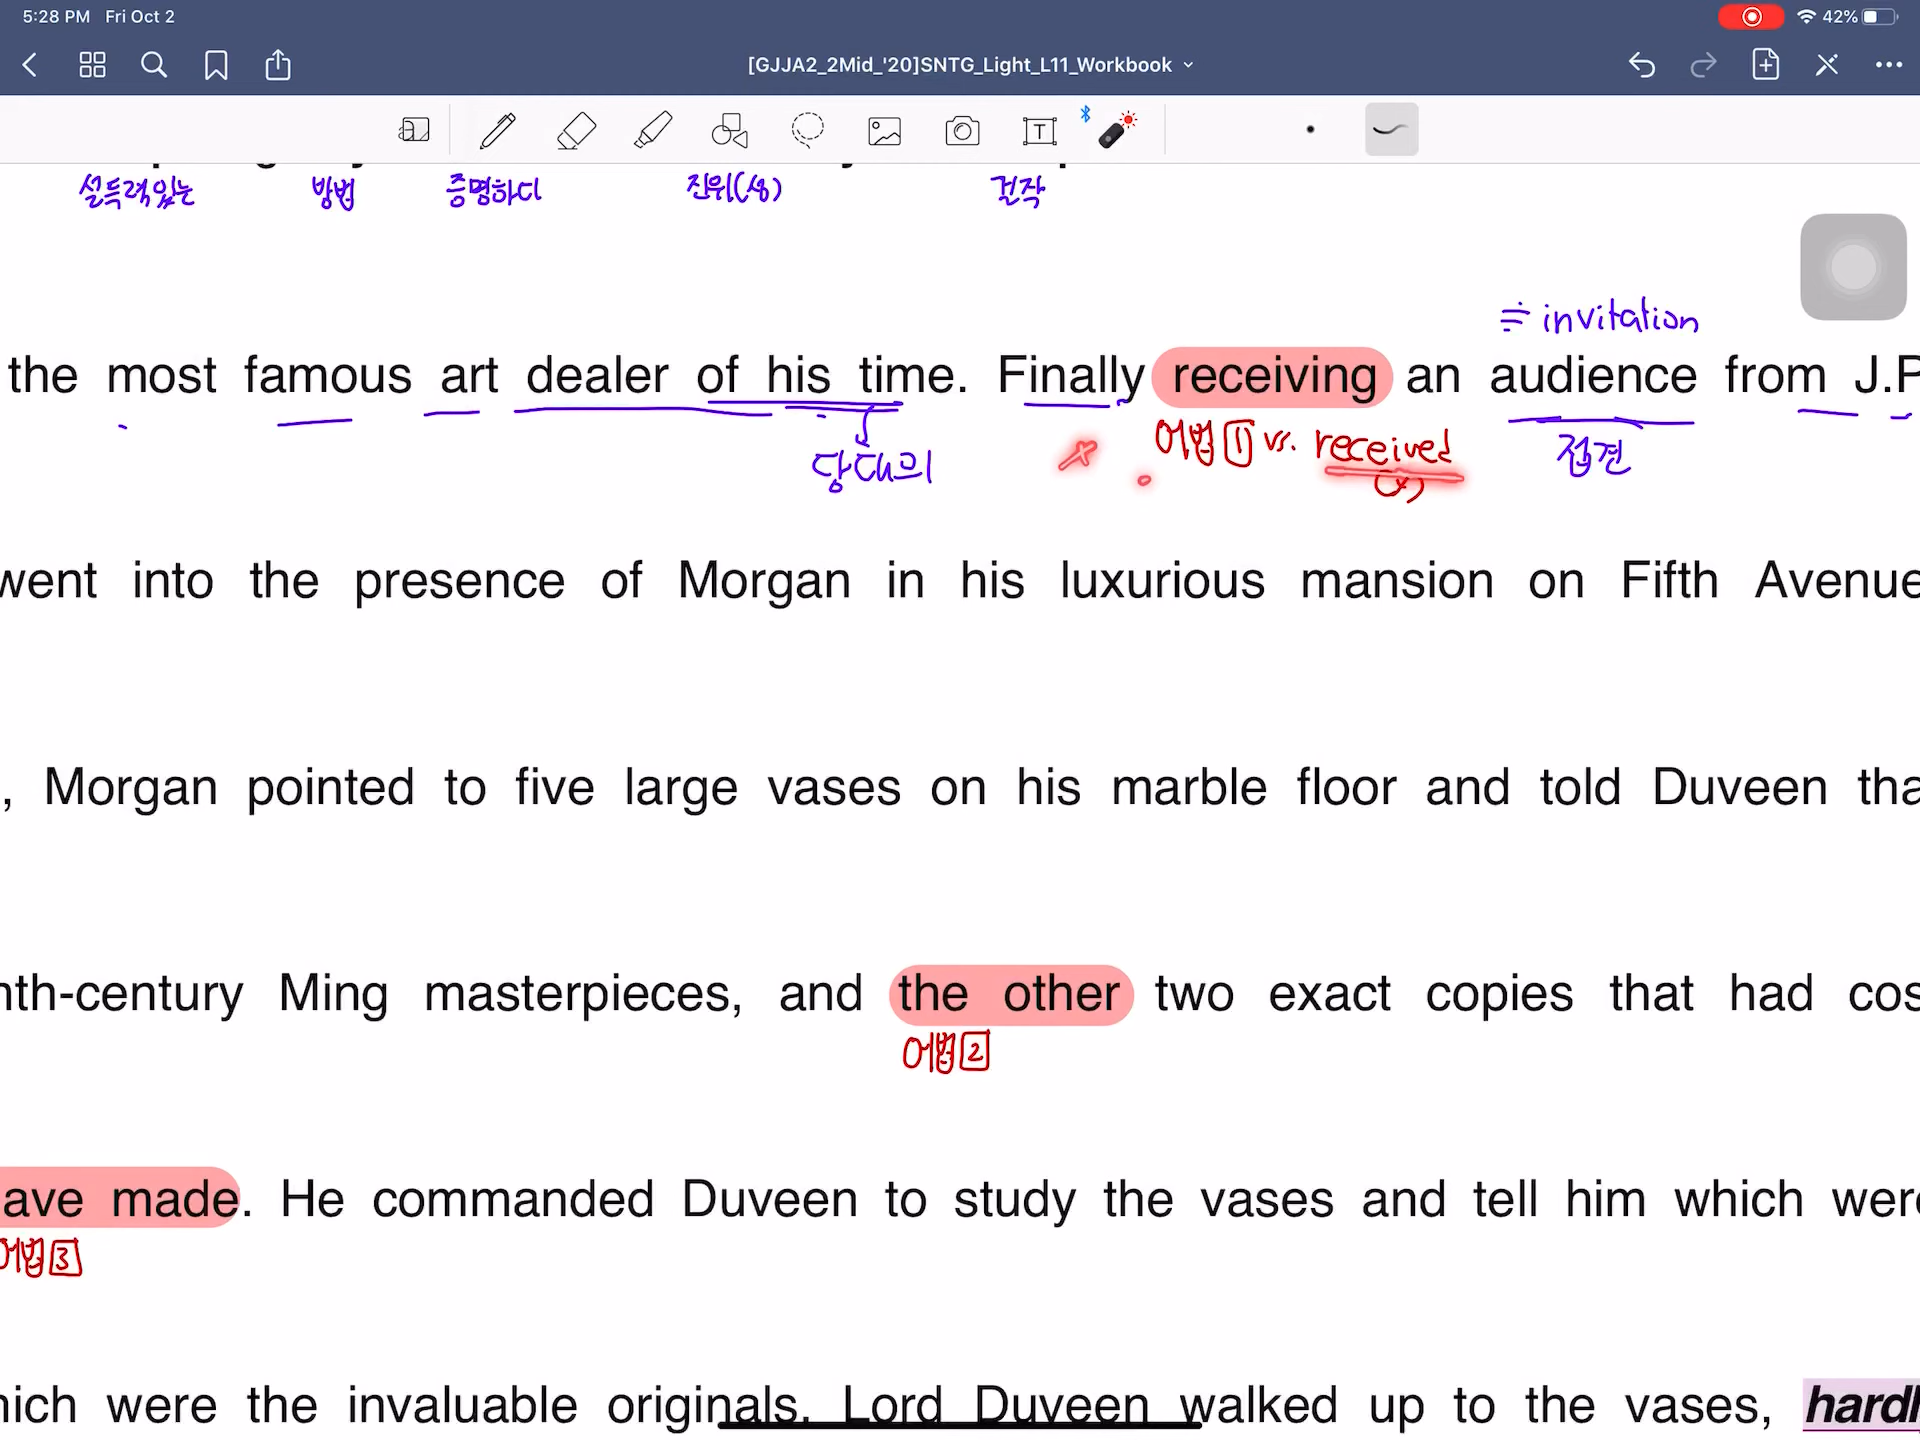 5:28 PM Fri Oct 2
42%
[GJJA2_2Mid_'20]SNTG_Light_L11_Workbook
설득력있는 방법 증명하다 진위(성) 걸작
≒ invitation
the most famous art dealer of his time. Finally receiving an audience from J.P
당대의 어법 1 vs. received 접견
(x)
went into the presence of Morgan in his luxurious mansion on Fifth Avenue
, Morgan pointed to five large vases on his marble floor and told Duveen tha
nth-century Ming masterpieces, and the other two exact copies that had cos
어법 2
ave made. He commanded Duveen to study the vases and tell him which were
어법 3
hich were the invaluable originals. Lord Duveen walked up to the vases, hardl